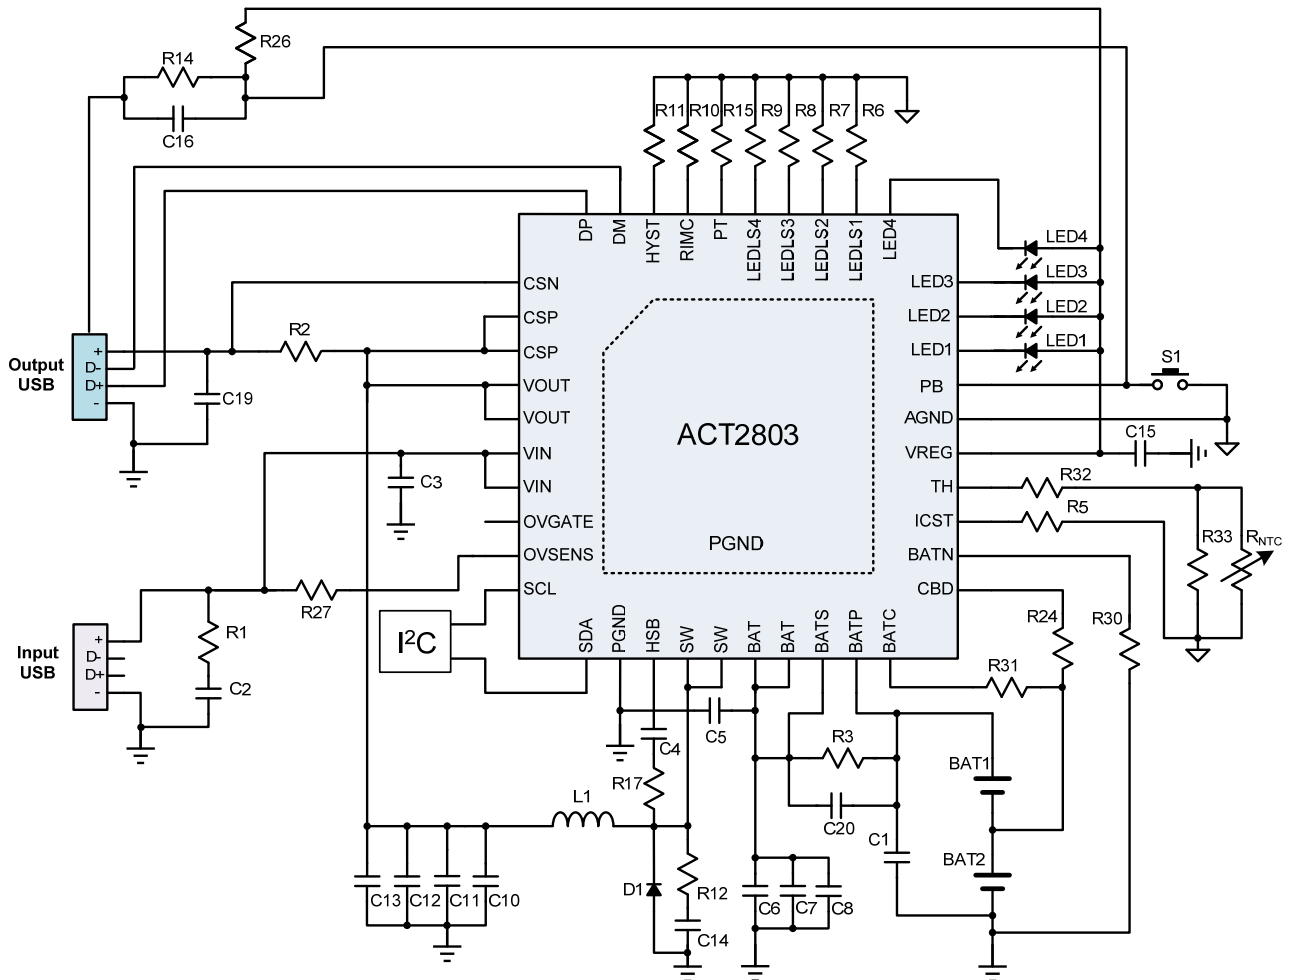 R26
R14
C16
R11
R10
R15
R9
R8
R7
R6
DP
DM
HYST
RIMC
PT
LEDLS4
LEDLS3
LEDLS2
LEDLS1
LED4
LED4
LED3
LED2
LED1
CSN
CSP
CSP
VOUT
VOUT
VIN
VIN
OVGATE
OVSENS
SCL
LED3
LED2
LED1
PB
AGND
VREG
TH
ICST
BATN
CBD
ACT2803
PGND
SDA
PGND
HSB
SW
SW
BAT
BAT
BATS
BATP
BATC
R2
Output
USB
+
D-
D+
-
C19
C3
S1
C15
R32
R5
R33
RNTC
R27
R1
C2
Input
USB
+
D-
D+
-
I²C
R24
R30
R31
C5
C4
R17
R3
C20
C1
BAT1
BAT2
L1
C13
C12
C11
C10
D1
R12
C14
C6
C7
C8